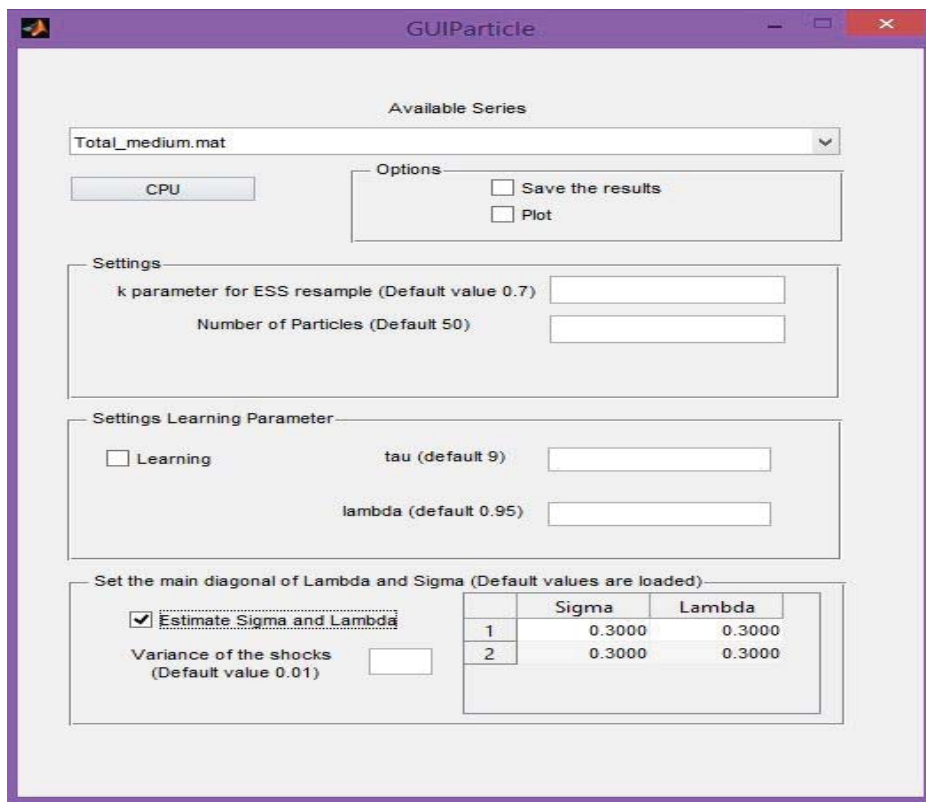 GUIParticle
Available Series
Total_medium.mat
CPU
Options
Save the results
Plot
Settings
k parameter for ESS resample (Default value 0.7)
Number of Particles (Default 50)
Settings Learning Parameter
Learning
tau (default 9)
lambda (default 0.95)
Set the main diagonal of Lambda and Sigma (Default values are loaded)
Estimate Sigma and Lambda
Variance of the shocks
(Default value 0.01)
Sigma Lambda
1 0.3000 0.3000
2 0.3000 0.3000